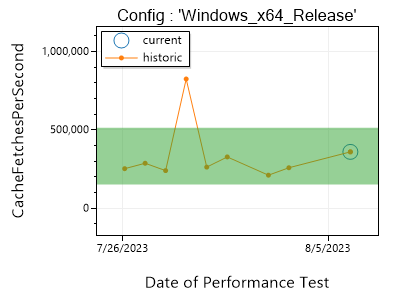 Config : 'Windows_x64_Release'
current
historic
1,000,000
500,000
0
CacheFetchesPerSecond
7/26/2023
8/5/2023
Date of Performance Test